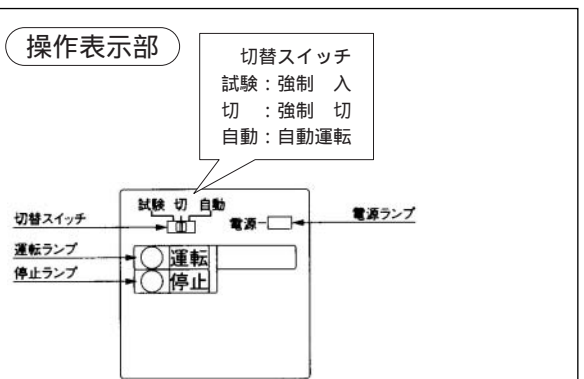 操作表示部
切替スイッチ
試験：強制　入
切　：強制　切
自動：自動運転
試験 切 自動
切替スイッチ
電源
電源ランプ
運転ランプ
運転
停止ランプ
停止